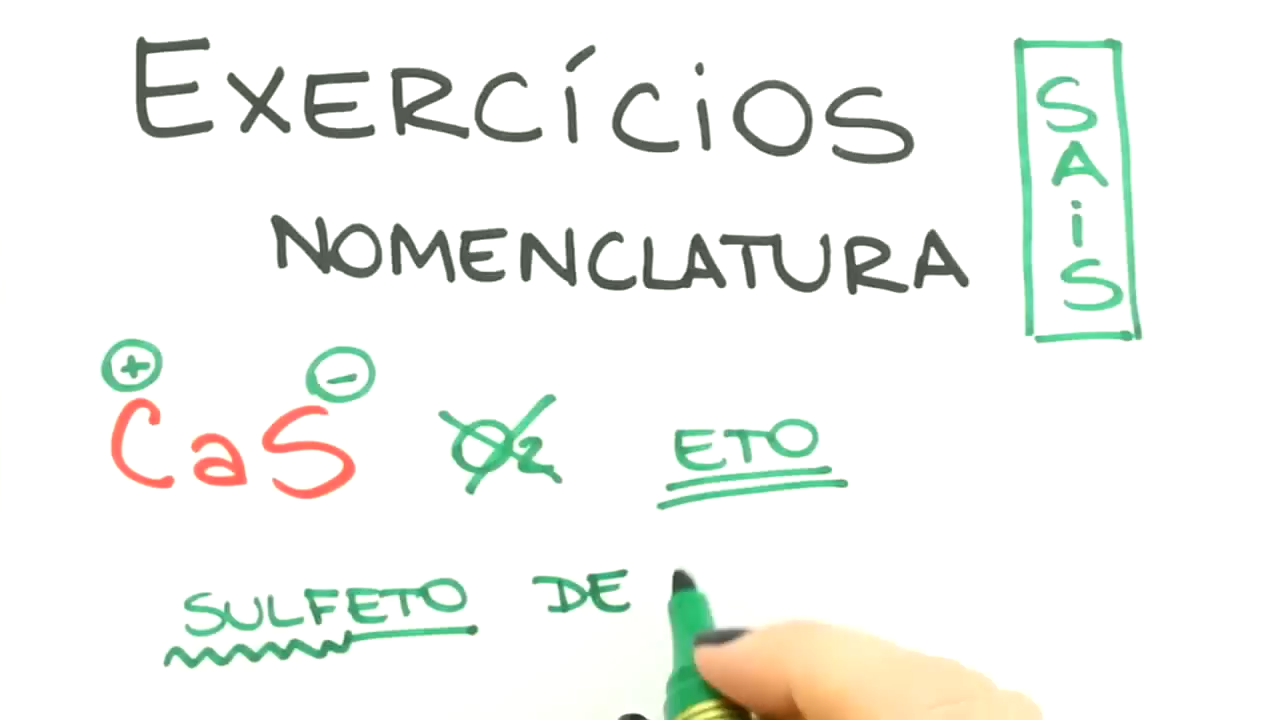 EXERCÍCIOS
NOMENCLATURA
SAiS
+ -
CaS O2 ETO
SULFETO DE